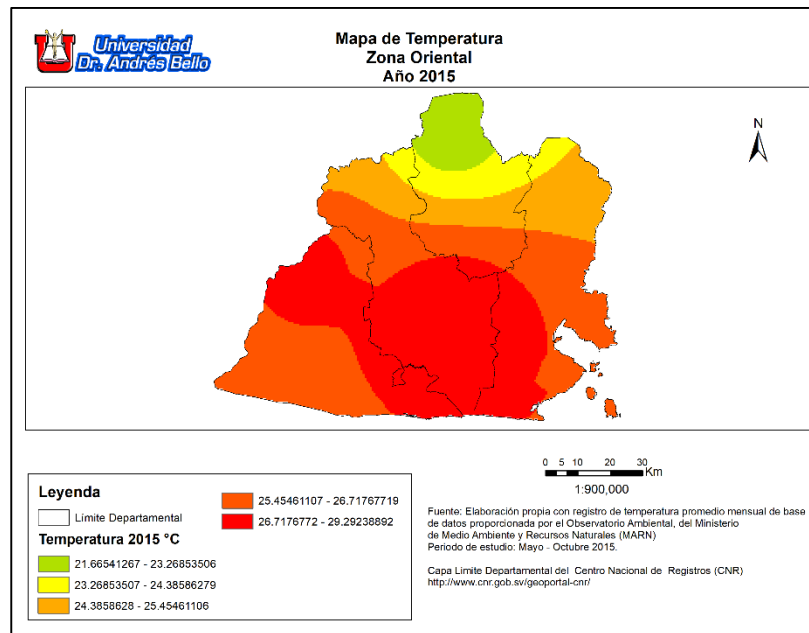 Universidad
Dr. Andrés Bello
Mapa de Temperatura
Zona Oriental
Año 2015
N
Leyenda
Límite Departamental
Temperatura 2015 °C
21.66541267 - 23.26853506
23.26853507 - 24.38586279
24.3858628 - 25.45461106
25.45461107 - 26.71767719
26.7176772 - 29.29238892
0 5 10 20 30
Km
1:900,000
Fuente: Elaboración propia con registro de temperatura promedio mensual de base
de datos proporcionada por el Observatorio Ambiental, del Ministerio
de Medio Ambiente y Recursos Naturales (MARN)
Periodo de estudio: Mayo - Octubre 2015.
Capa Limite Departamental del Centro Nacional de Registros (CNR)
http://www.cnr.gob.sv/geoportal-cnr/